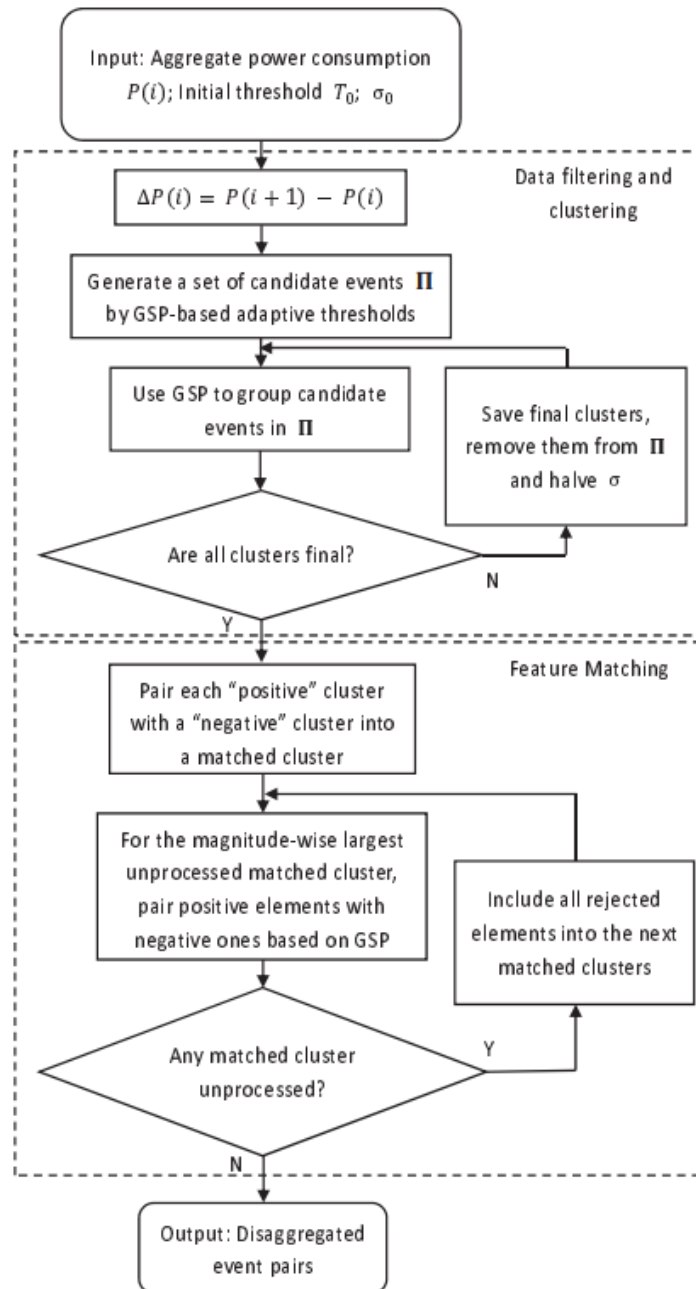 Input: Aggregate power consumption
P(i); Initial threshold T₀; σ₀
Data filtering and
clustering
ΔP(i) = P(i + 1) − P(i)
Generate a set of candidate events Π
by GSP-based adaptive thresholds
Use GSP to group candidate
events in Π
Save final clusters,
remove them from Π
and halve σ
Are all clusters final?
N
Y
Feature Matching
Pair each “positive” cluster
with a “negative” cluster into
a matched cluster
For the magnitude-wise largest
unprocessed matched cluster,
pair positive elements with
negative ones based on GSP
Include all rejected
elements into the next
matched clusters
Any matched cluster
unprocessed?
Y
N
Output: Disaggregated
event pairs